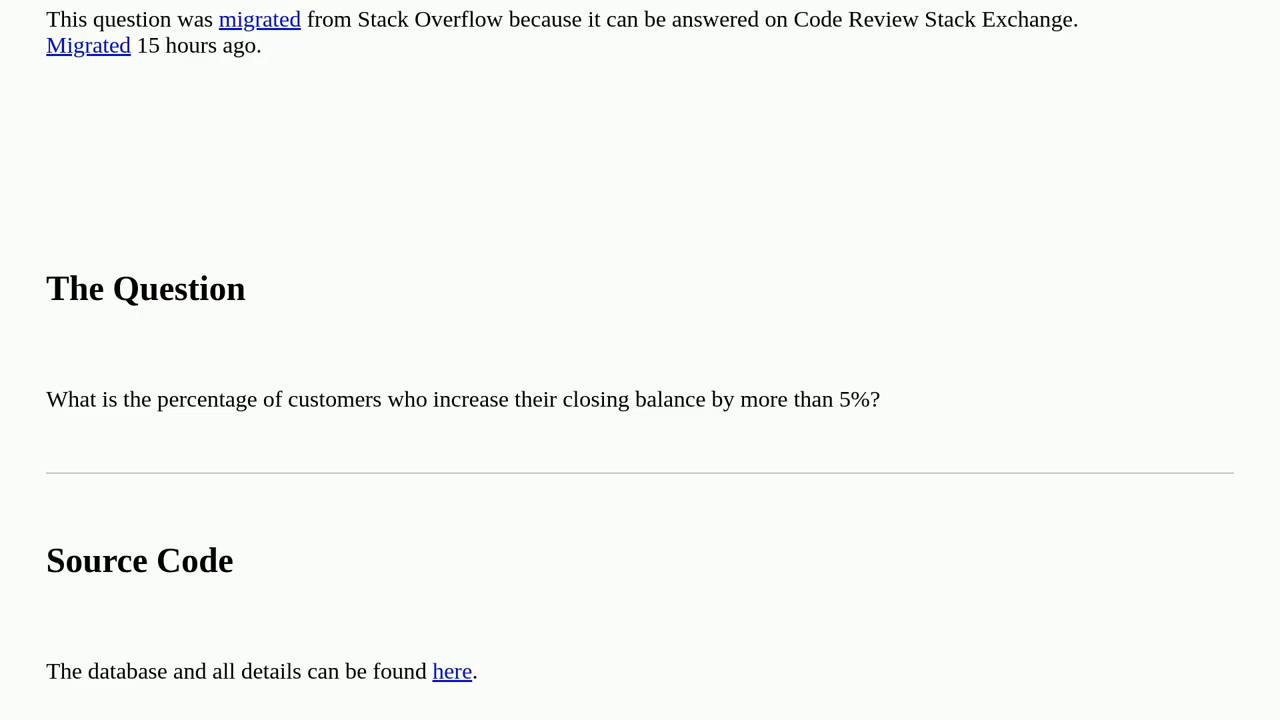 This question was migrated from Stack Overflow because it can be answered on Code Review Stack Exchange.
Migrated 15 hours ago.
The Question
What is the percentage of customers who increase their closing balance by more than 5%?
Source Code
The database and all details can be found here.